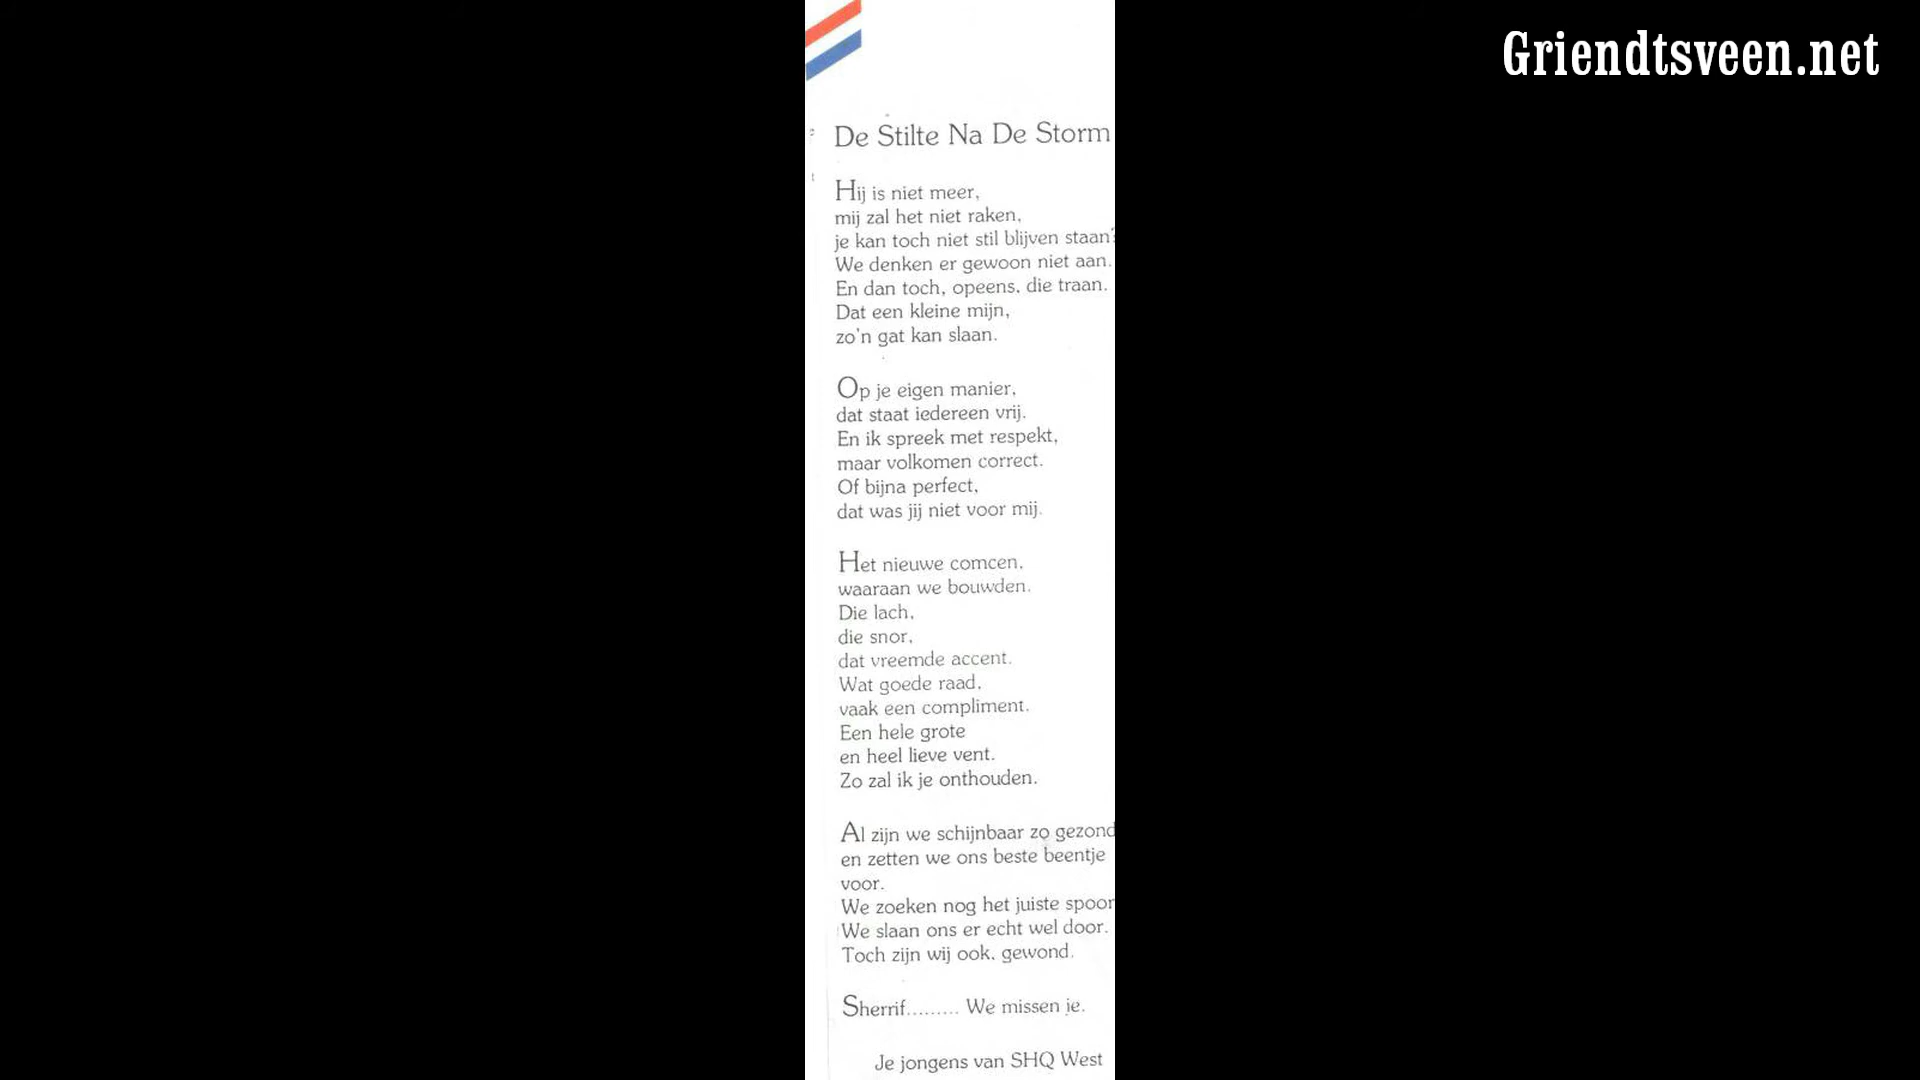 Griendtsveen.net
De Stilte Na De Storm
Hij is niet meer,
mij zal het niet raken,
je kan toch niet stil blijven staan?
We denken er gewoon niet aan.
En dan toch, opeens, die traan.
Dat een kleine mijn,
zo'n gat kan slaan.
Op je eigen manier,
dat staat iedereen vrij.
En ik spreek met respekt,
maar volkomen correct.
Of bijna perfect,
dat was jij niet voor mij.
Het nieuwe comcen,
waaraan we bouwden.
Die lach,
die snor,
dat vreemde accent.
Wat goede raad,
vaak een compliment.
Een hele grote
en heel lieve vent.
Zo zal ik je onthouden.
Al zijn we schijnbaar zo gezond
en zetten we ons beste beentje
voor.
We zoeken nog het juiste spoor
We slaan ons er echt wel door.
Toch zijn wij ook, gewond.
Sherrif......... We missen je.
Je jongens van SHQ West